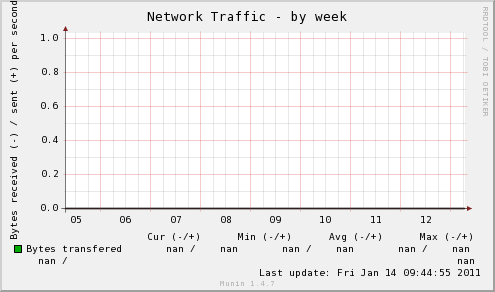 Network Traffic - by week
RRDTOOL / TOBI OETIKER
Bytes received (-) / sent (+) per second
1.0
0.8
0.6
0.4
0.2
0.0
05 06 07 08 09 10 11 12
Cur (-/+) Min (-/+) Avg (-/+) Max (-/+)
Bytes transfered nan / nan nan / nan nan / nan
nan / nan
Last update: Fri Jan 14 09:44:55 2011
Munin 1.4.7